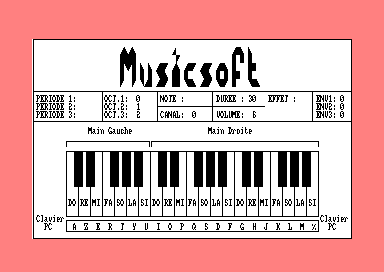 Musicsoft
PERIODE 1: OCT.1: 0 NOTE : DUREE : 30 EFFET : ENV1: 0
PERIODE 2: OCT.2: 1 ENV2: 0
PERIODE 3: OCT.3: 2 CANAL: 0 VOLUME: 6 ENV3: 0
Main Gauche Main Droite
DO RE MI FA SO LA SI DO RE MI FA SO LA SI DO RE MI FA SO LA SI
Clavier PC A Z E R T Y U I O P Q S D F G H J K L M % Clavier PC